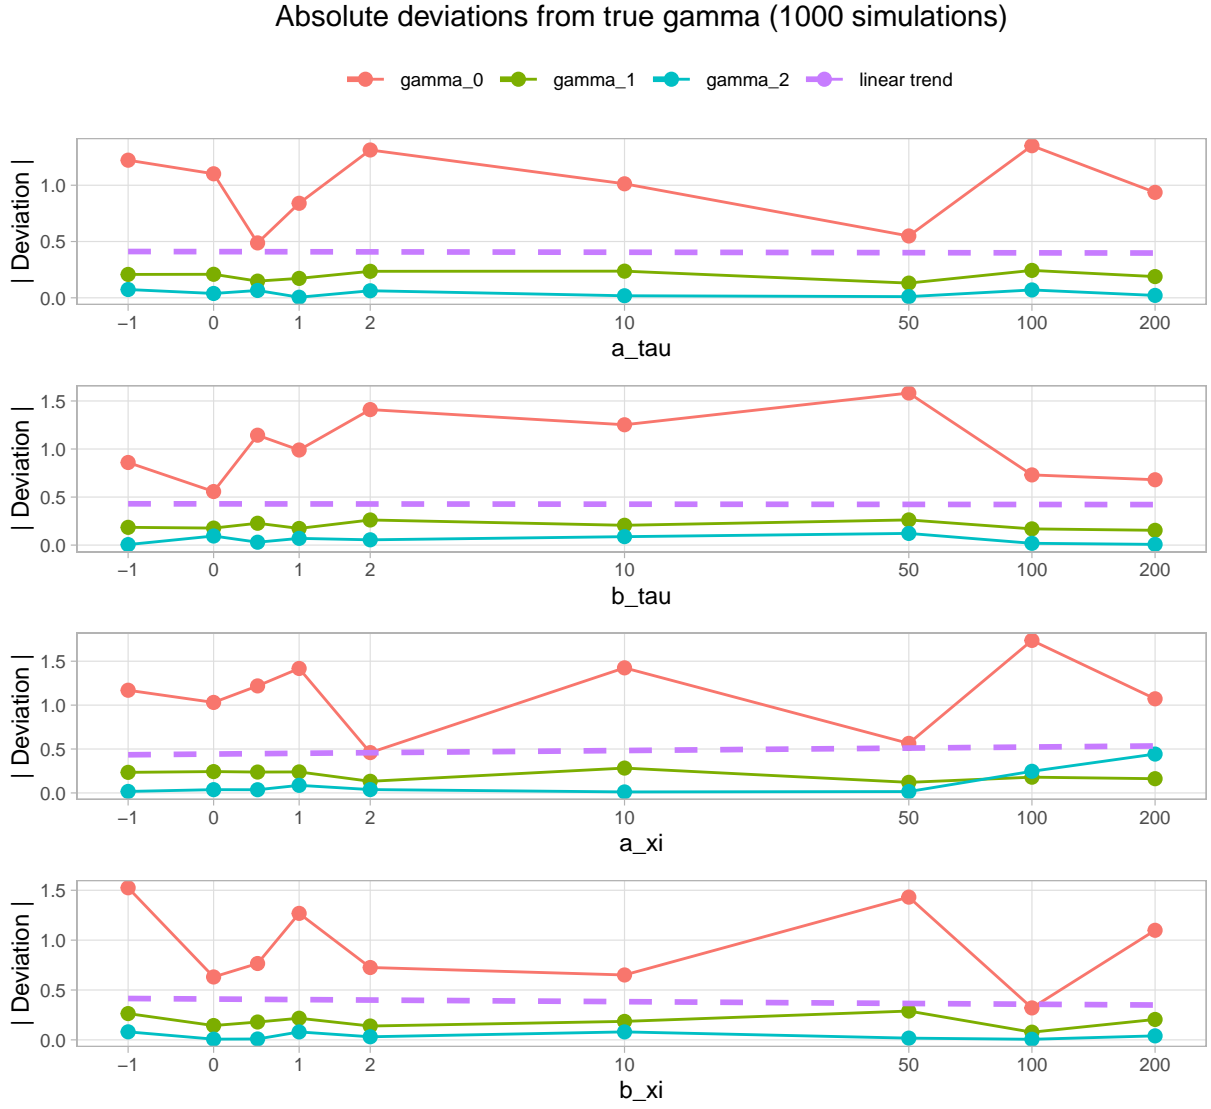 Absolute deviations from true gamma (1000 simulations)
gamma_0 gamma_1 gamma_2 linear trend
| Deviation |
1.0
0.5
0.0
−1 0 1 2 10 50 100 200
a_tau
| Deviation |
1.5
1.0
0.5
0.0
−1 0 1 2 10 50 100 200
b_tau
| Deviation |
1.5
1.0
0.5
0.0
−1 0 1 2 10 50 100 200
a_xi
| Deviation |
1.5
1.0
0.5
0.0
−1 0 1 2 10 50 100 200
b_xi